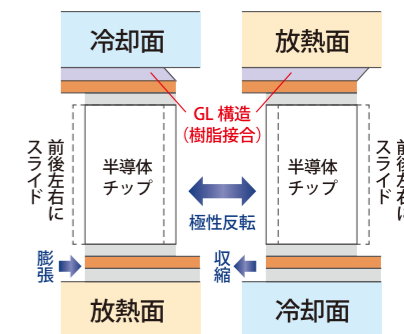 冷却面
放熱面
GL 構造
（樹脂接合）
前後左右に
スライド
半導体
チップ
半導体
チップ
前後左右に
スライド
極性反転
膨張
収縮
放熱面
冷却面